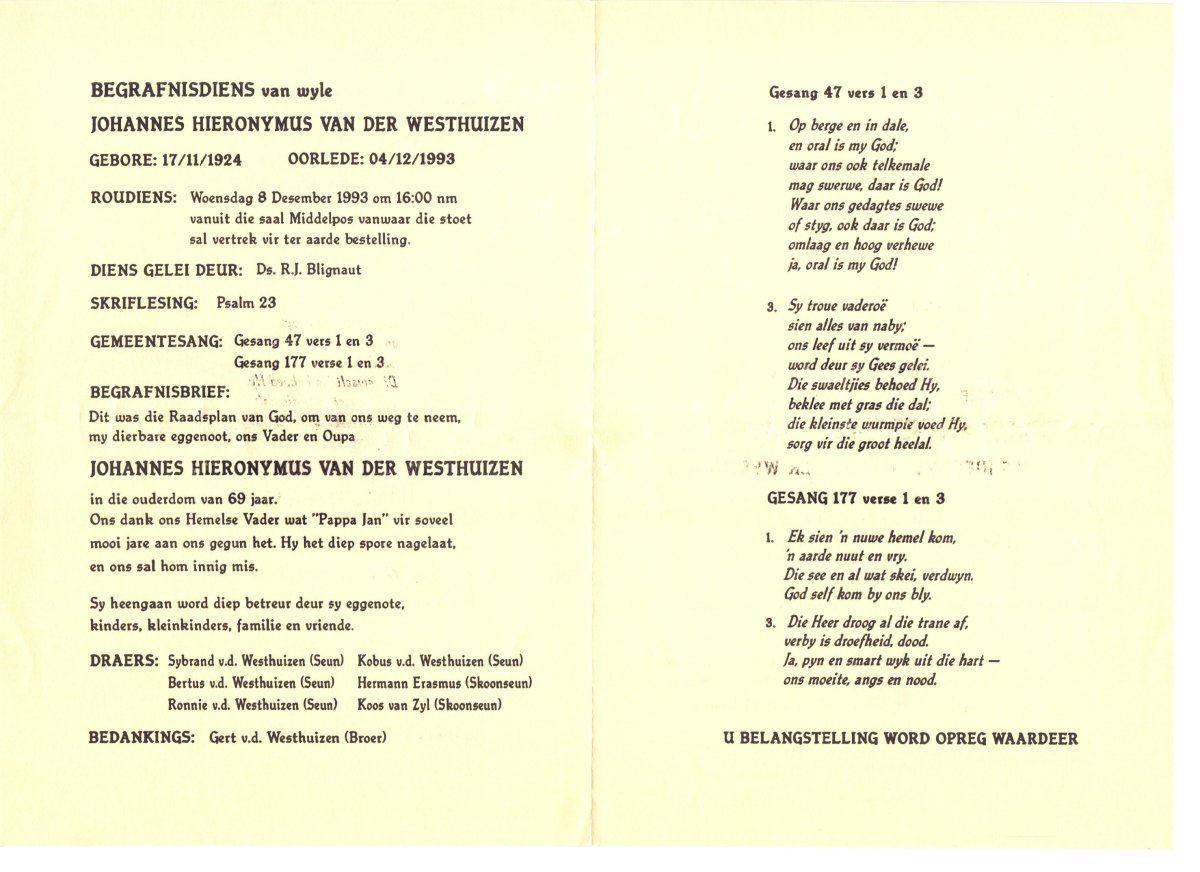 BEGRAFNISDIENS van wyle
JOHANNES HIERONYMUS VAN DER WESTHUIZEN
GEBORE: 17/11/1924 OORLEDE: 04/12/1993
ROUDIENS: Woensdag 8 Desember 1993 om 16:00 nm
vanuit die saal Middelpos vanwaar die stoet
sal vertrek vir ter aarde bestelling.
DIENS GELEI DEUR: Ds. R.J. Blignaut
SKRIFLESING: Psalm 23
GEMEENTESANG: Gesang 47 vers 1 en 3
Gesang 177 verse 1 en 3
BEGRAFNISBRIEF:
Dit was die Raadsplan van God, om van ons weg te neem,
my dierbare eggenoot, ons Vader en Oupa
JOHANNES HIERONYMUS VAN DER WESTHUIZEN
in die ouderdom van 69 jaar.
Ons dank ons Hemelse Vader wat "Pappa Jan" vir soveel
mooi jare aan ons gegun het. Hy het diep spore nagelaat,
en ons sal hom innig mis.
Sy heengaan word diep betreur deur sy eggenote,
kinders, kleinkinders, familie en vriende.
DRAERS: Sybrand v.d. Westhuizen (Seun) Kobus v.d. Westhuizen (Seun)
Bertus v.d. Westhuizen (Seun) Hermann Erasmus (Skoonseun)
Ronnie v.d. Westhuizen (Seun) Koos van Zyl (Skoonseun)
BEDANKINGS: Gert v.d. Westhuizen (Broer)
Gesang 47 vers 1 en 3
1. Op berge en in dale,
en oral is my God;
waar ons ook telkemale
mag swerwe, daar is God!
Waar ons gedagtes swewe
of styg, ook daar is God;
omlaag en hoog verhewe
ja, oral is my God!
3. Sy troue vaderoë
sien alles van naby;
ons leef uit sy vermoë —
word deur sy Gees gelei.
Die swaeltjies behoed Hy,
beklee met gras die dal;
die kleinste wurmpie voed Hy,
sorg vir die groot heelal.
GESANG 177 verse 1 en 3
1. Ek sien 'n nuwe hemel kom,
'n aarde nuut en vry.
Die see en al wat skei, verdwyn.
God self kom by ons bly.
3. Die Heer droog al die trane af,
verby is droefheid, dood.
Ja, pyn en smart wyk uit die hart —
ons moeite, angs en nood.
U BELANGSTELLING WORD OPREG WAARDEER